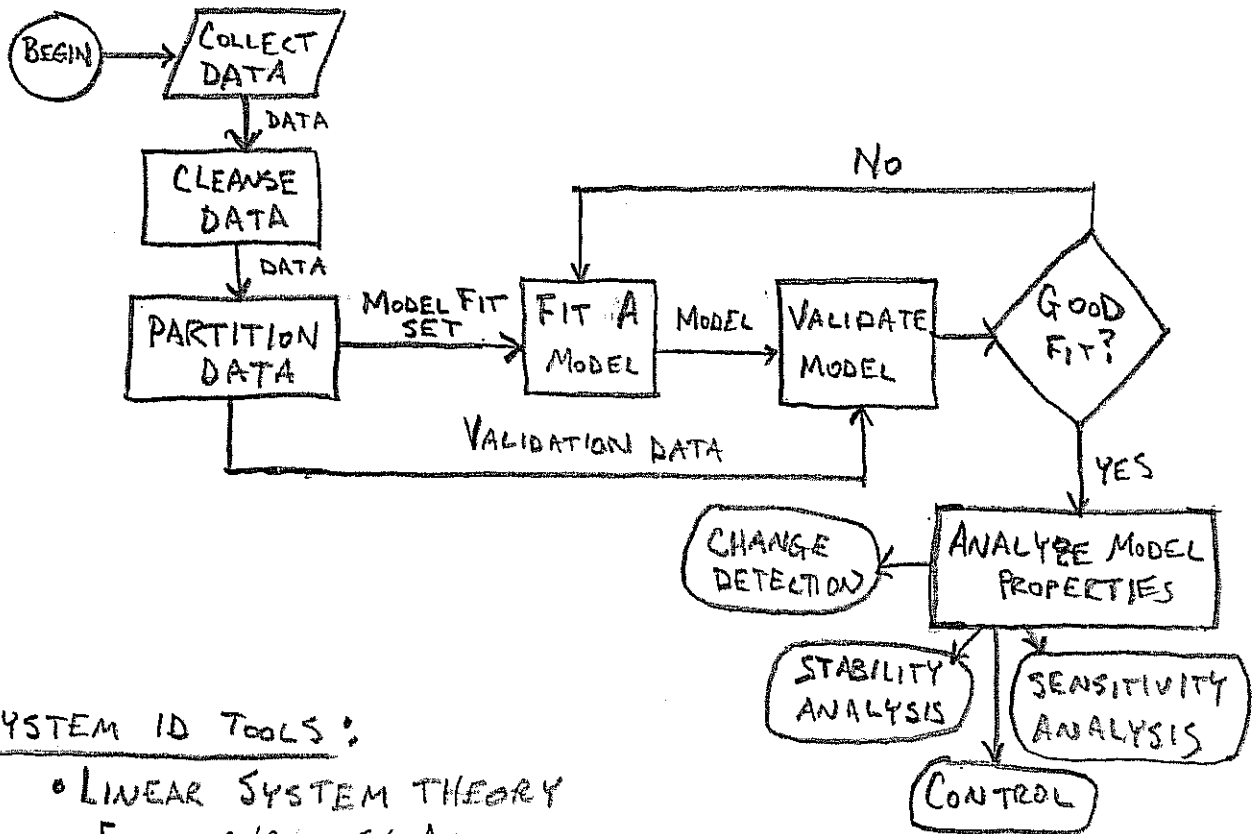 BEGIN
COLLECT
DATA
DATA
CLEANSE
DATA
DATA
PARTITION
DATA
MODEL FIT
SET
FIT A
MODEL
MODEL
VALIDATE
MODEL
GOOD
FIT?
No
VALIDATION DATA
YES
ANALYZE MODEL
PROPERTIES
CHANGE
DETECTION
STABILITY
ANALYSIS
SENSITIVITY
ANALYSIS
CONTROL
YSTEM ID TOOLS:
• LINEAR SYSTEM THEORY